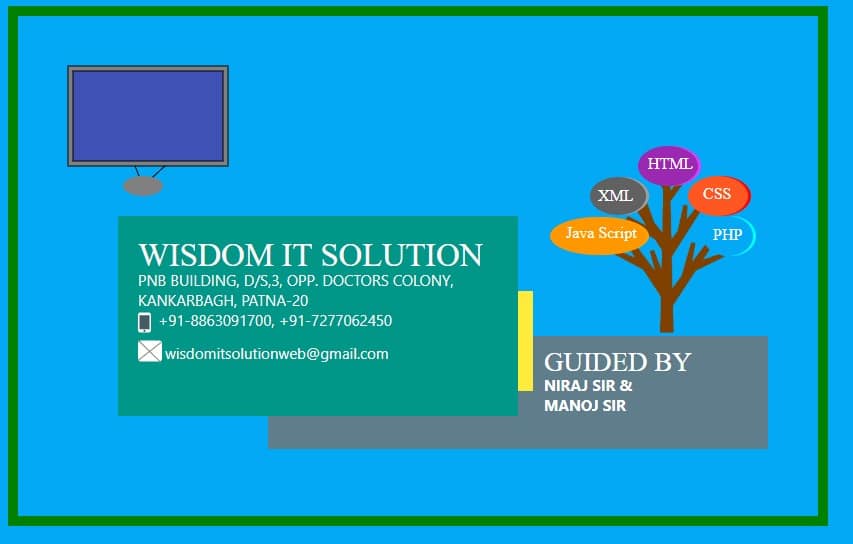 HTML
XML
CSS
Java Script
PHP
WISDOM IT SOLUTION
PNB BUILDING, D/S,3, OPP. DOCTORS COLONY,
KANKARBAGH, PATNA-20
+91-8863091700, +91-7277062450
wisdomitsolutionweb@gmail.com
GUIDED BY
NIRAJ SIR &
MANOJ SIR